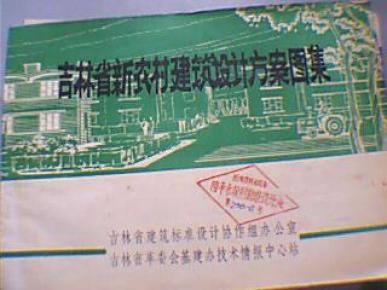 吉林省新农村建筑设计方案图集
吉林省建筑标准设计协作组办公室
吉林省革委会基建办技术情报中心站